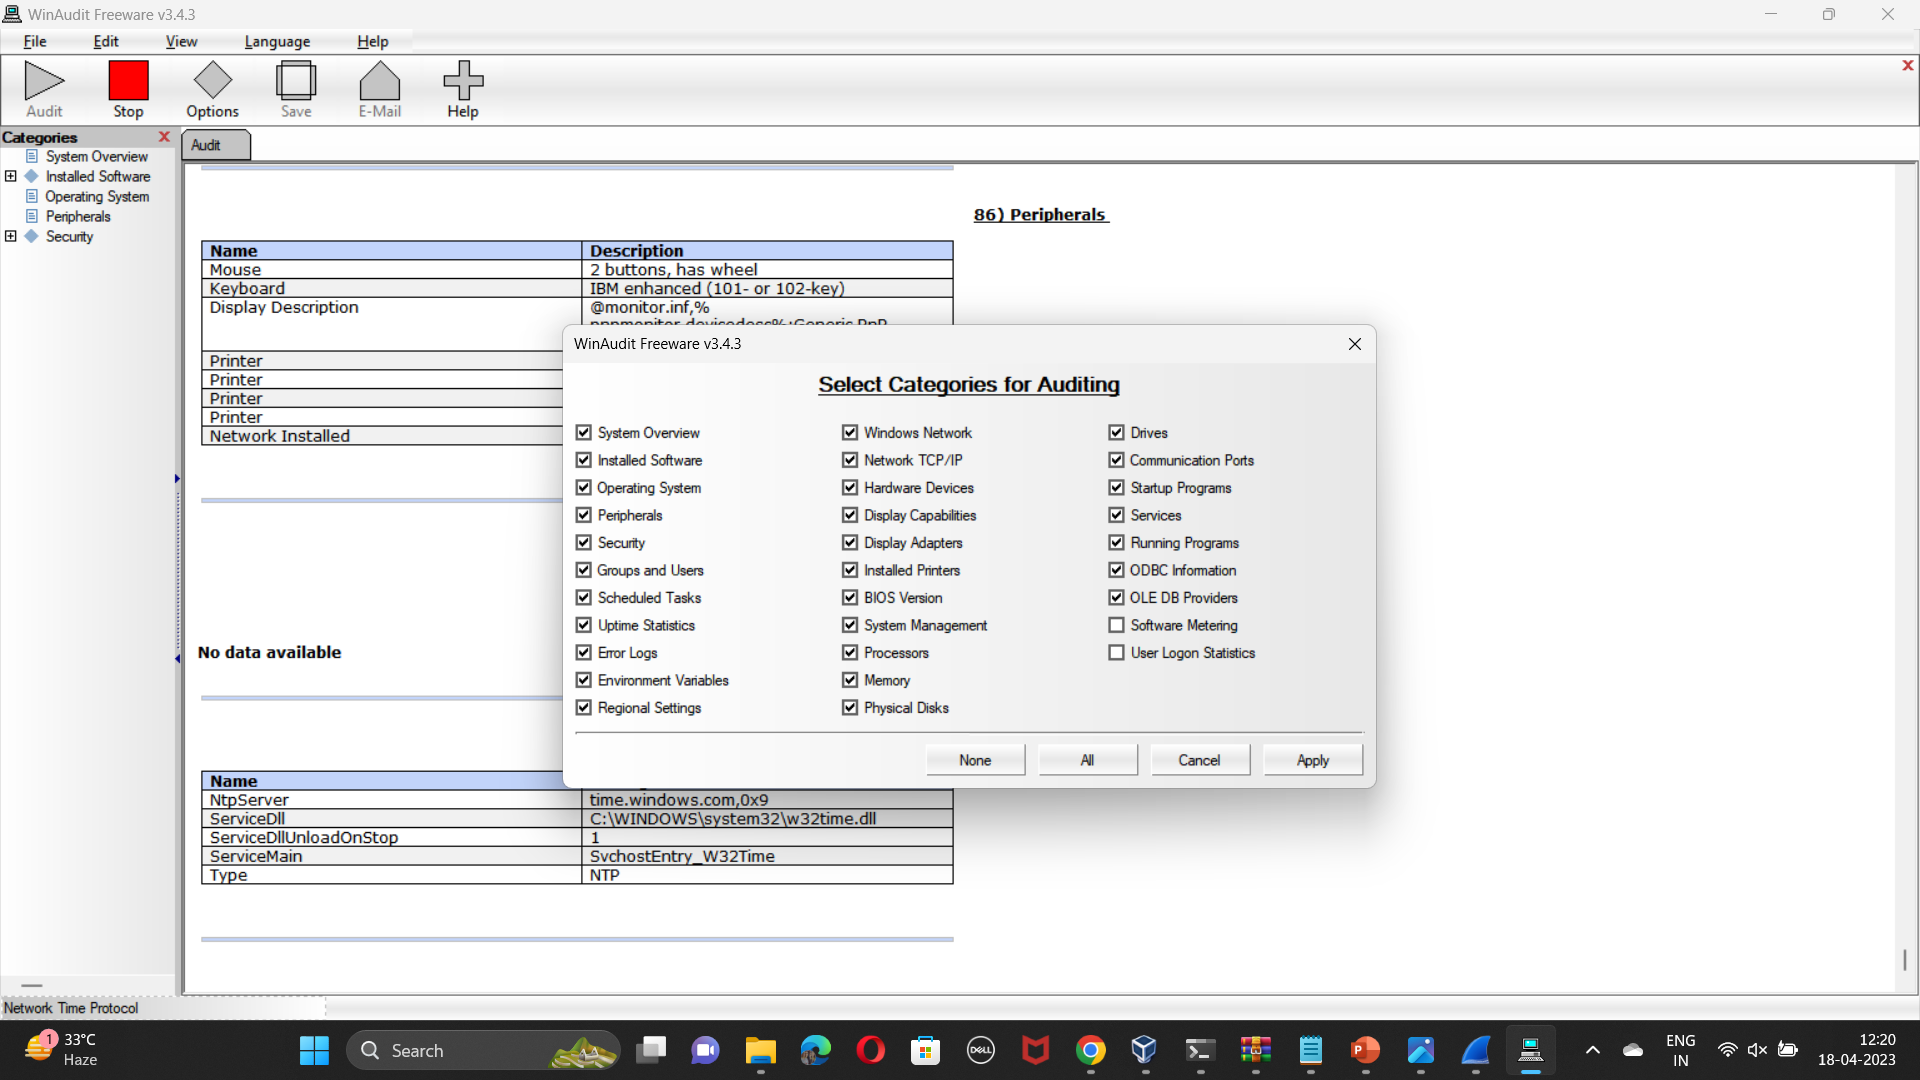 WinAudit Freeware v3.4.3
File Edit View Language Help
Audit Stop Options Save E-Mail Help
Categories
System Overview
Installed Software
Operating System
Peripherals
Security
Audit
86) Peripherals
Name Description
Mouse 2 buttons, has wheel
Keyboard IBM enhanced (101- or 102-key)
Display Description @monitor.inf,%
Printer
Printer
Printer
Printer
Network Installed
No data available
Name
NtpServer time.windows.com,0x9
ServiceDll C:\WINDOWS\system32\w32time.dll
ServiceDllUnloadOnStop 1
ServiceMain SvchostEntry_W32Time
Type NTP
WinAudit Freeware v3.4.3
Select Categories for Auditing
System Overview Windows Network Drives
Installed Software Network TCP/IP Communication Ports
Operating System Hardware Devices Startup Programs
Peripherals Display Capabilities Services
Security Display Adapters Running Programs
Groups and Users Installed Printers ODBC Information
Scheduled Tasks BIOS Version OLE DB Providers
Uptime Statistics System Management Software Metering
Error Logs Processors User Logon Statistics
Environment Variables Memory
Regional Settings Physical Disks
None All Cancel Apply
Network Time Protocol
1
33°C
Haze
Search
DELL
P
ENG
IN
12:20
18-04-2023